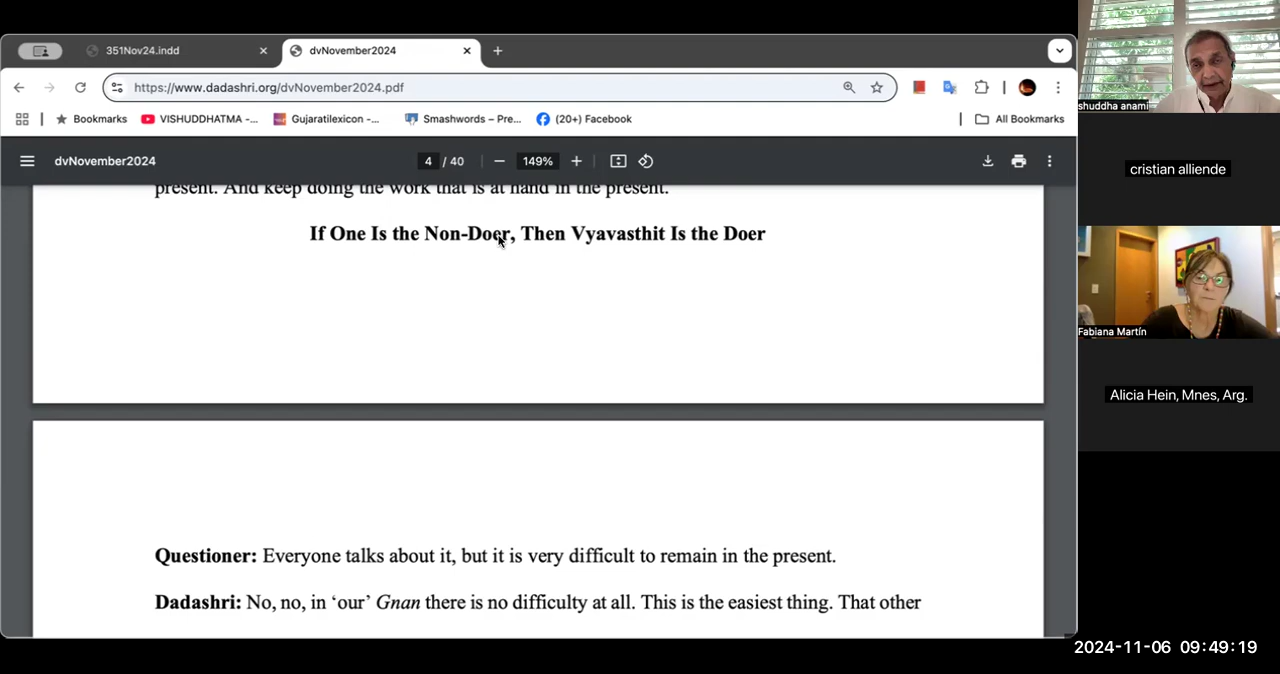 351Nov24.indd
dvNovember2024
https://www.dadashri.org/dvNovember2024.pdf
Bookmarks
VISHUDDHATMA -...
Gujaratilexicon -...
Smashwords – Pre...
(20+) Facebook
All Bookmarks
dvNovember2024
4 / 40
149%
present. And keep doing the work that is at hand in the present.
If One Is the Non-Doer, Then Vyavasthit Is the Doer
Questioner: Everyone talks about it, but it is very difficult to remain in the present.
Dadashri: No, no, in ‘our’ Gnan there is no difficulty at all. This is the easiest thing. That other
shuddha anami
cristian alliende
Fabiana Martín
Alicia Hein, Mnes, Arg.
2024-11-06 09:49:19